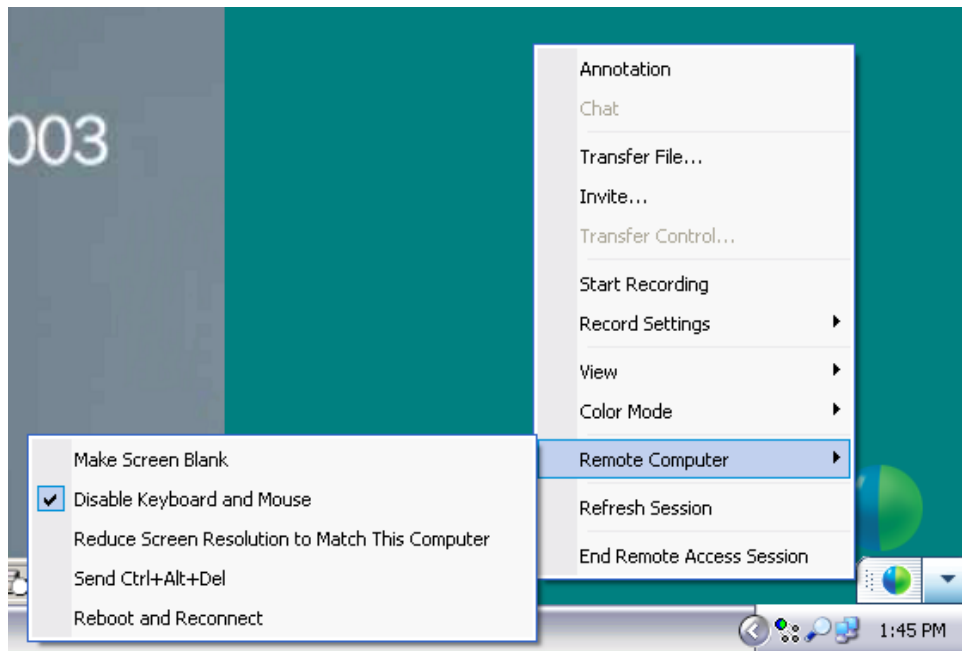 003
Annotation
Chat
Transfer File...
Invite...
Transfer Control...
Start Recording
Record Settings
View
Color Mode
Remote Computer
Refresh Session
End Remote Access Session
Make Screen Blank
Disable Keyboard and Mouse
Reduce Screen Resolution to Match This Computer
Send Ctrl+Alt+Del
Reboot and Reconnect
1:45 PM